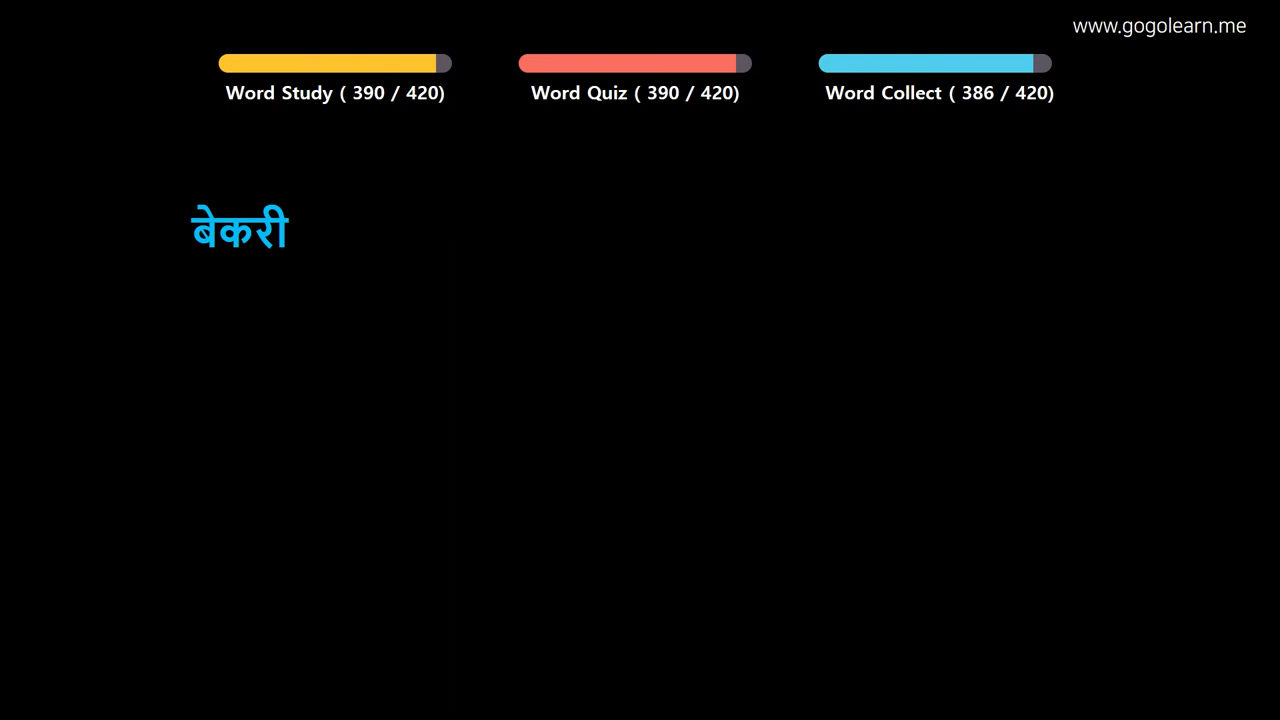 www.gogolearn.me
Word Study ( 390 / 420)
Word Quiz ( 390 / 420)
Word Collect ( 386 / 420)
बेकरी